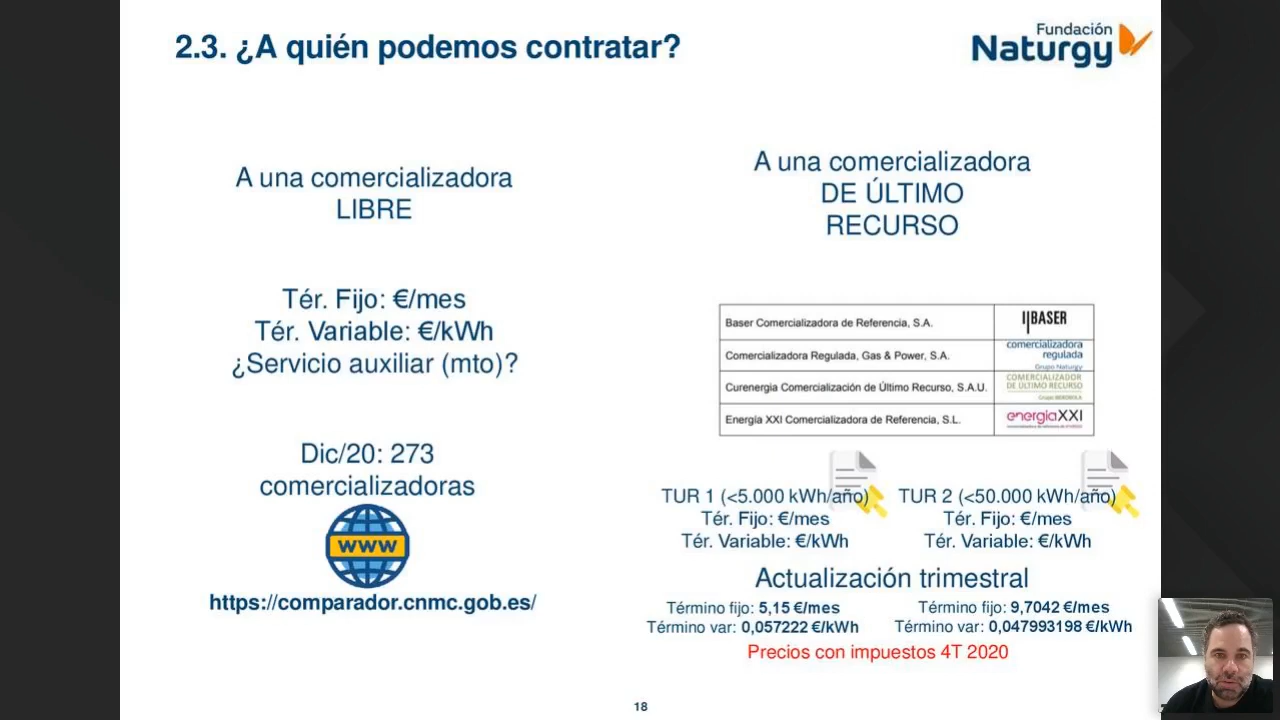 2.3. ¿A quién podemos contratar?
Fundación
Naturgy
A una comercializadora
LIBRE
Tér. Fijo: €/mes
Tér. Variable: €/kWh
¿Servicio auxiliar (mto)?
Dic/20: 273
comercializadoras
www
https://comparador.cnmc.gob.es/
A una comercializadora
DE ÚLTIMO
RECURSO
Baser Comercializadora de Referencia, S.A.
BASER
Comercializadora Regulada, Gas & Power, S.A.
comercializadora
regulada
Grupo Naturgy
Curenergia Comercialización de Último Recurso, S.A.U.
COMERCIALIZADOR
DE ÚLTIMO RECURSO
Grupo IBERDROLA
Energía XXI Comercializadora de Referencia, S.L.
energíaXXI
TUR 1 (<5.000 kWh/año)
Tér. Fijo: €/mes
Tér. Variable: €/kWh
TUR 2 (<50.000 kWh/año)
Tér. Fijo: €/mes
Tér. Variable: €/kWh
Actualización trimestral
Término fijo: 5,15 €/mes
Término var: 0,057222 €/kWh
Término fijo: 9,7042 €/mes
Término var: 0,047993198 €/kWh
Precios con impuestos 4T 2020
18